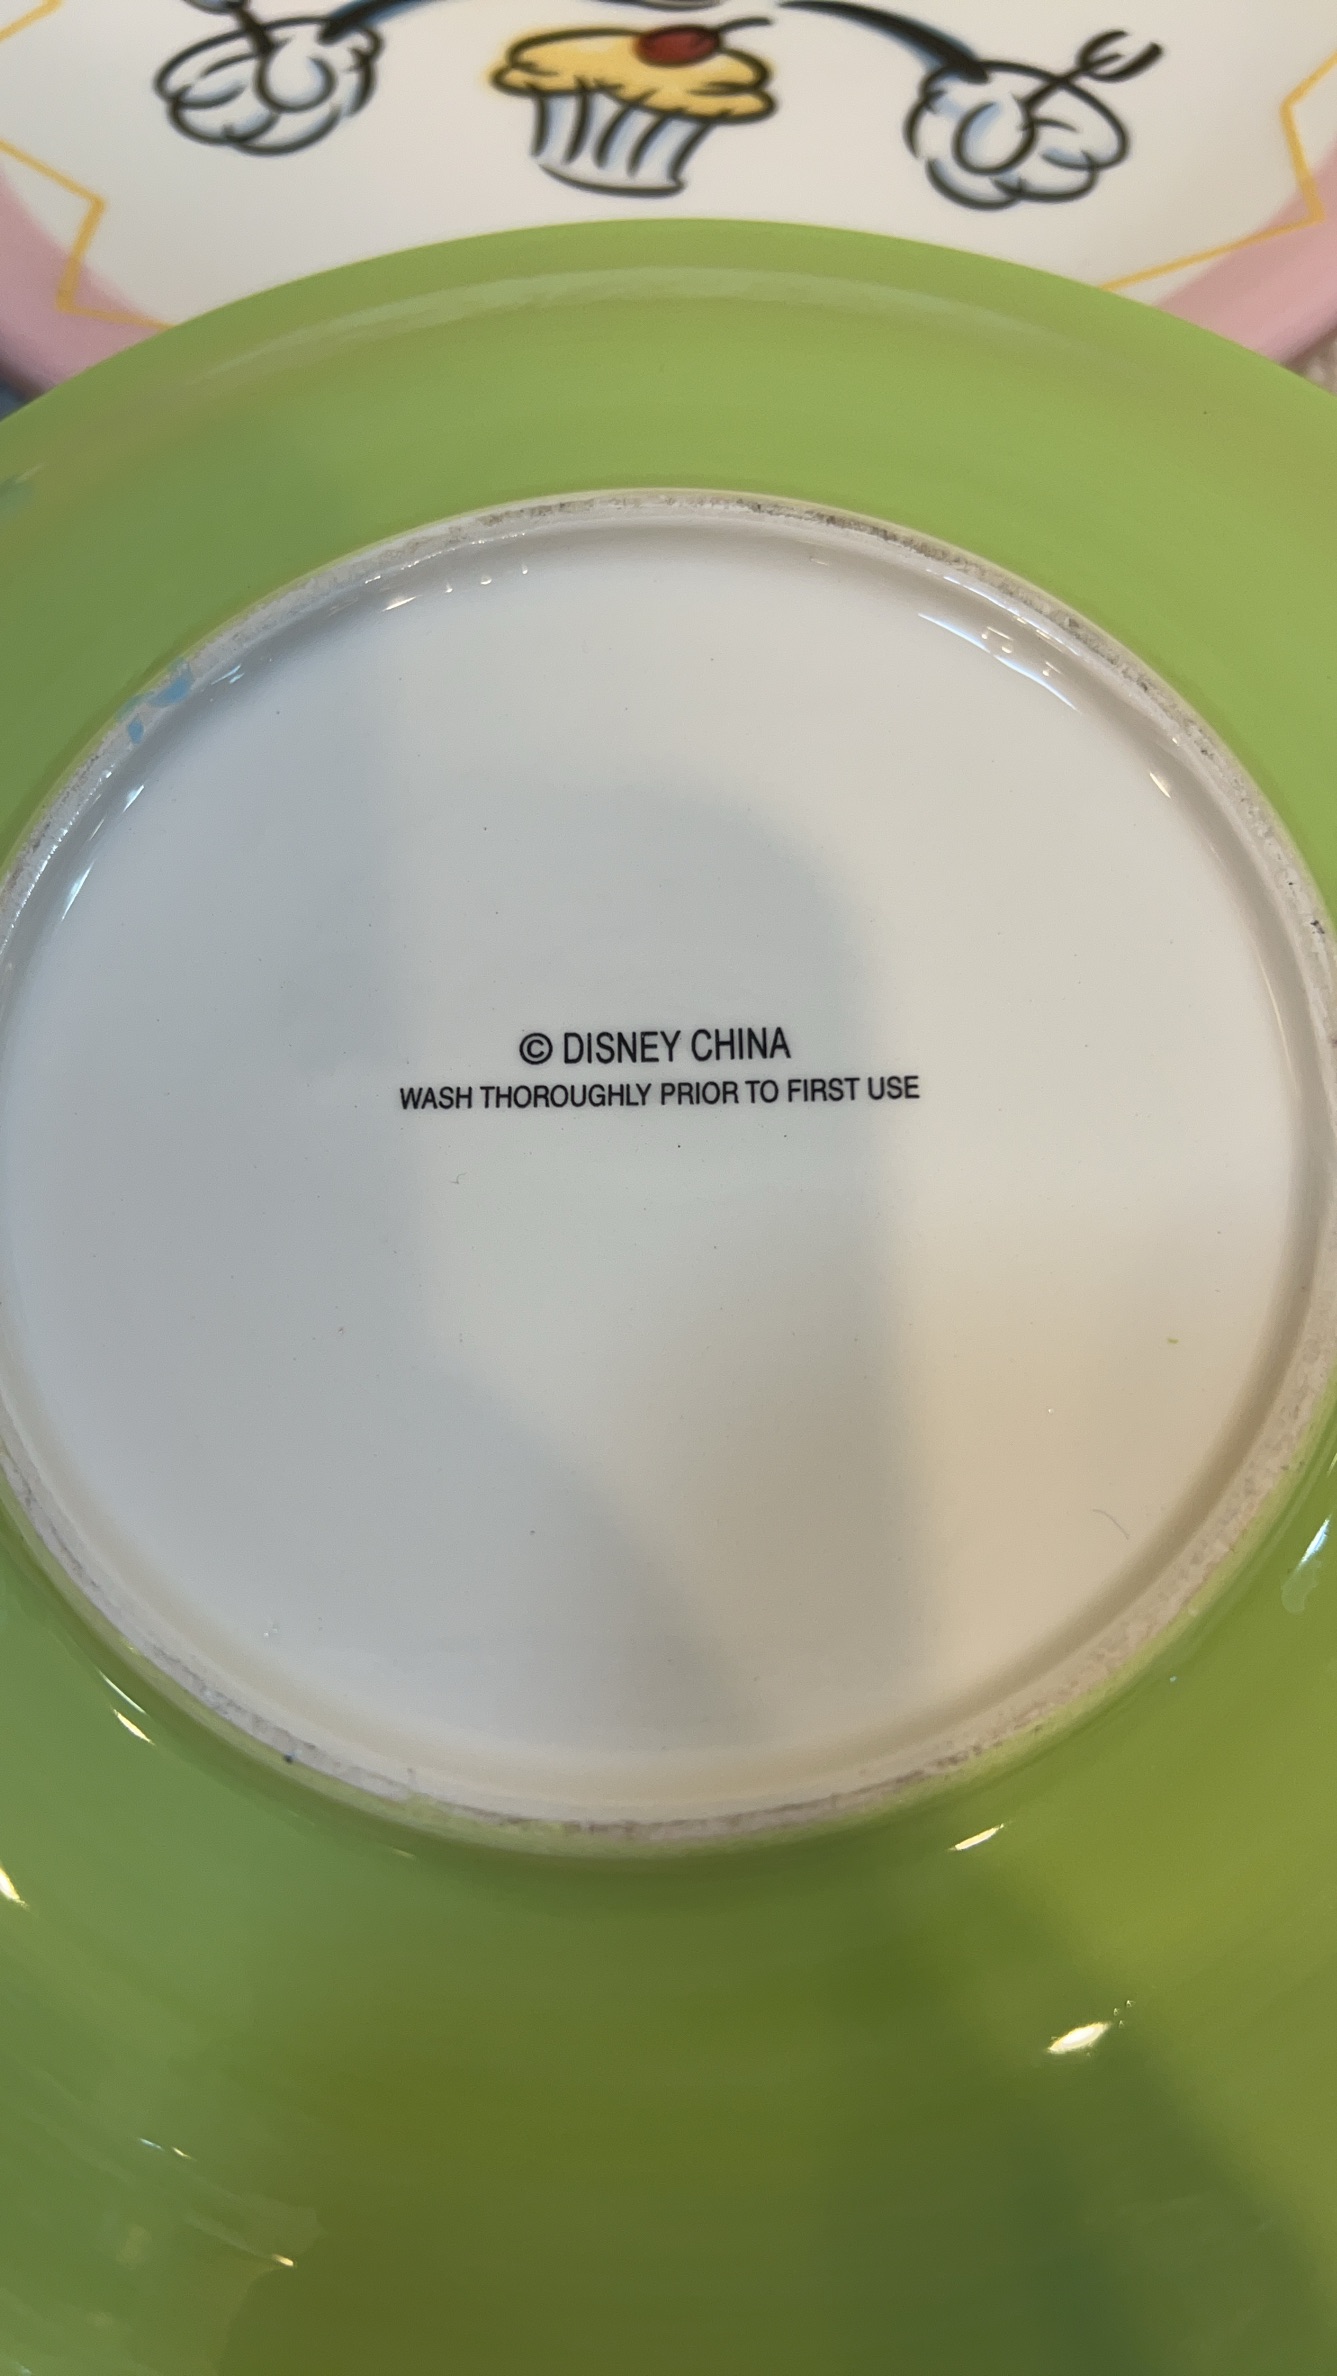 © DISNEY CHINA
WASH THOROUGHLY PRIOR TO FIRST USE